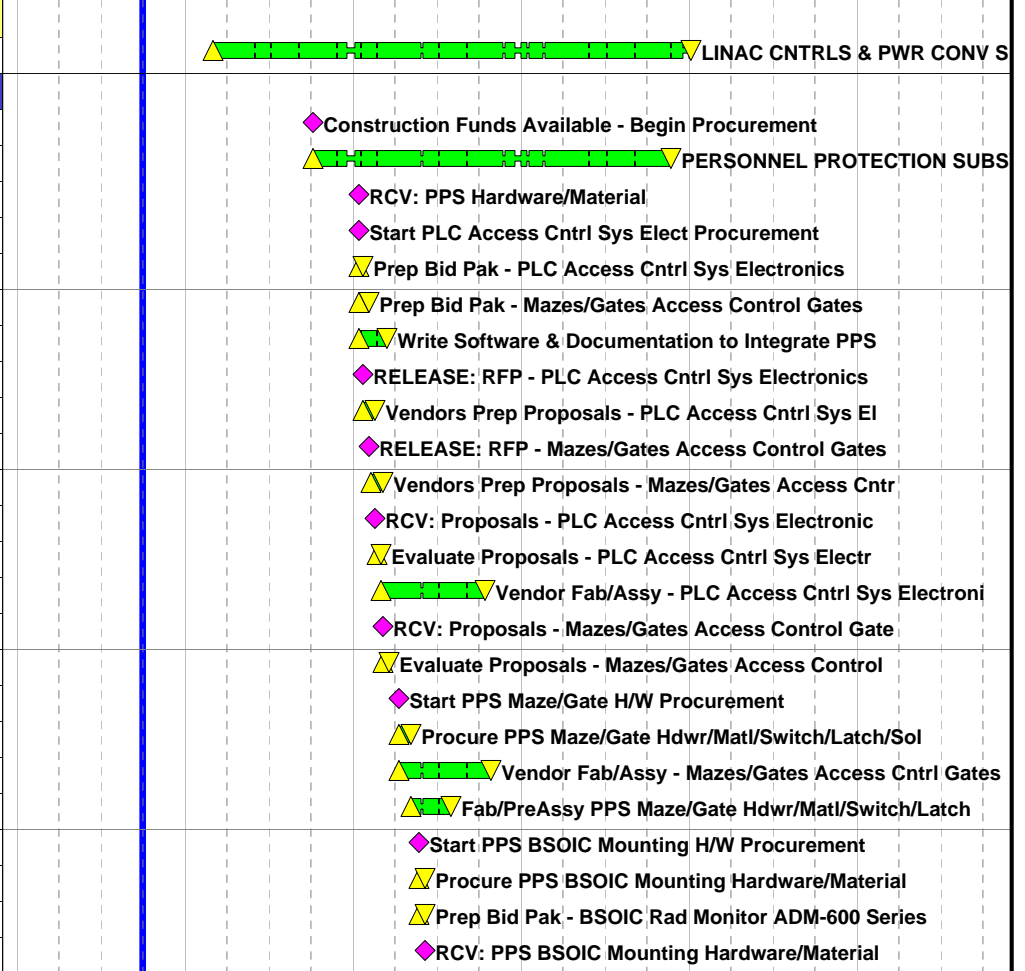 LINAC CNTRLS & PWR CONV S
Construction Funds Available - Begin Procurement
PERSONNEL PROTECTION SUBS
RCV: PPS Hardware/Material
Start PLC Access Cntrl Sys Elect Procurement
Prep Bid Pak - PLC Access Cntrl Sys Electronics
Prep Bid Pak - Mazes/Gates Access Control Gates
Write Software & Documentation to Integrate PPS
RELEASE: RFP - PLC Access Cntrl Sys Electronics
Vendors Prep Proposals - PLC Access Cntrl Sys El
RELEASE: RFP - Mazes/Gates Access Control Gates
Vendors Prep Proposals - Mazes/Gates Access Cntr
RCV: Proposals - PLC Access Cntrl Sys Electronic
Evaluate Proposals - PLC Access Cntrl Sys Electr
Vendor Fab/Assy - PLC Access Cntrl Sys Electroni
RCV: Proposals - Mazes/Gates Access Control Gate
Evaluate Proposals - Mazes/Gates Access Control
Start PPS Maze/Gate H/W Procurement
Procure PPS Maze/Gate Hdwr/Matl/Switch/Latch/Sol
Vendor Fab/Assy - Mazes/Gates Access Cntrl Gates
Fab/PreAssy PPS Maze/Gate Hdwr/Matl/Switch/Latch
Start PPS BSOIC Mounting H/W Procurement
Procure PPS BSOIC Mounting Hardware/Material
Prep Bid Pak - BSOIC Rad Monitor ADM-600 Series
RCV: PPS BSOIC Mounting Hardware/Material